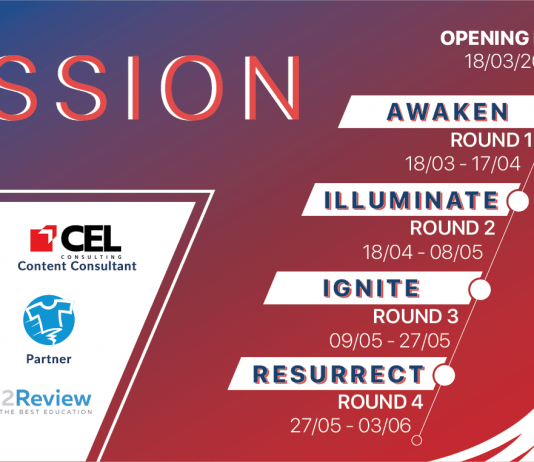 SSION
OPENING
18/03/20
AWAKEN
ROUND 1
18/03 - 17/04
ILLUMINATE
ROUND 2
18/04 - 08/05
IGNITE
ROUND 3
09/05 - 27/05
RESURRECT
ROUND 4
27/05 - 03/06
CEL
CONSULTING
Content Consultant
Partner
2Review
THE BEST EDUCATION